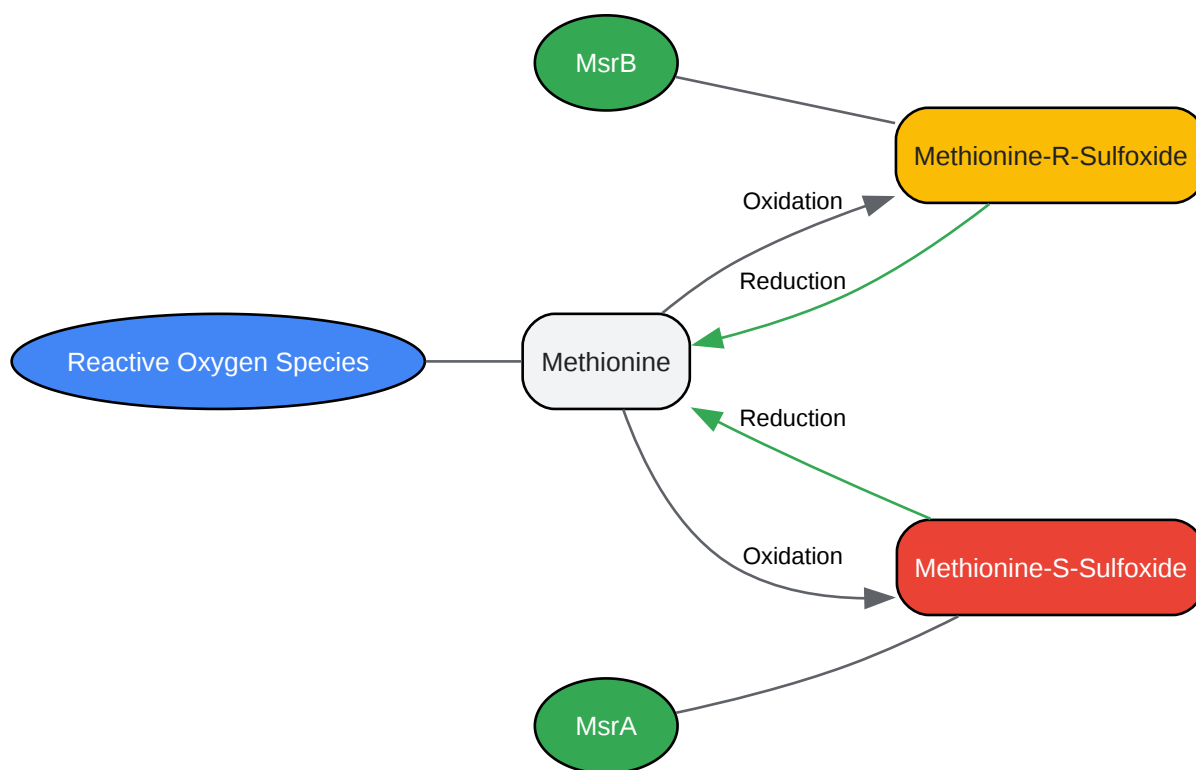 MsrB
Methionine-R-Sulfoxide
Oxidation
Reduction
Reactive Oxygen Species
Methionine
Reduction
Oxidation
Methionine-S-Sulfoxide
MsrA